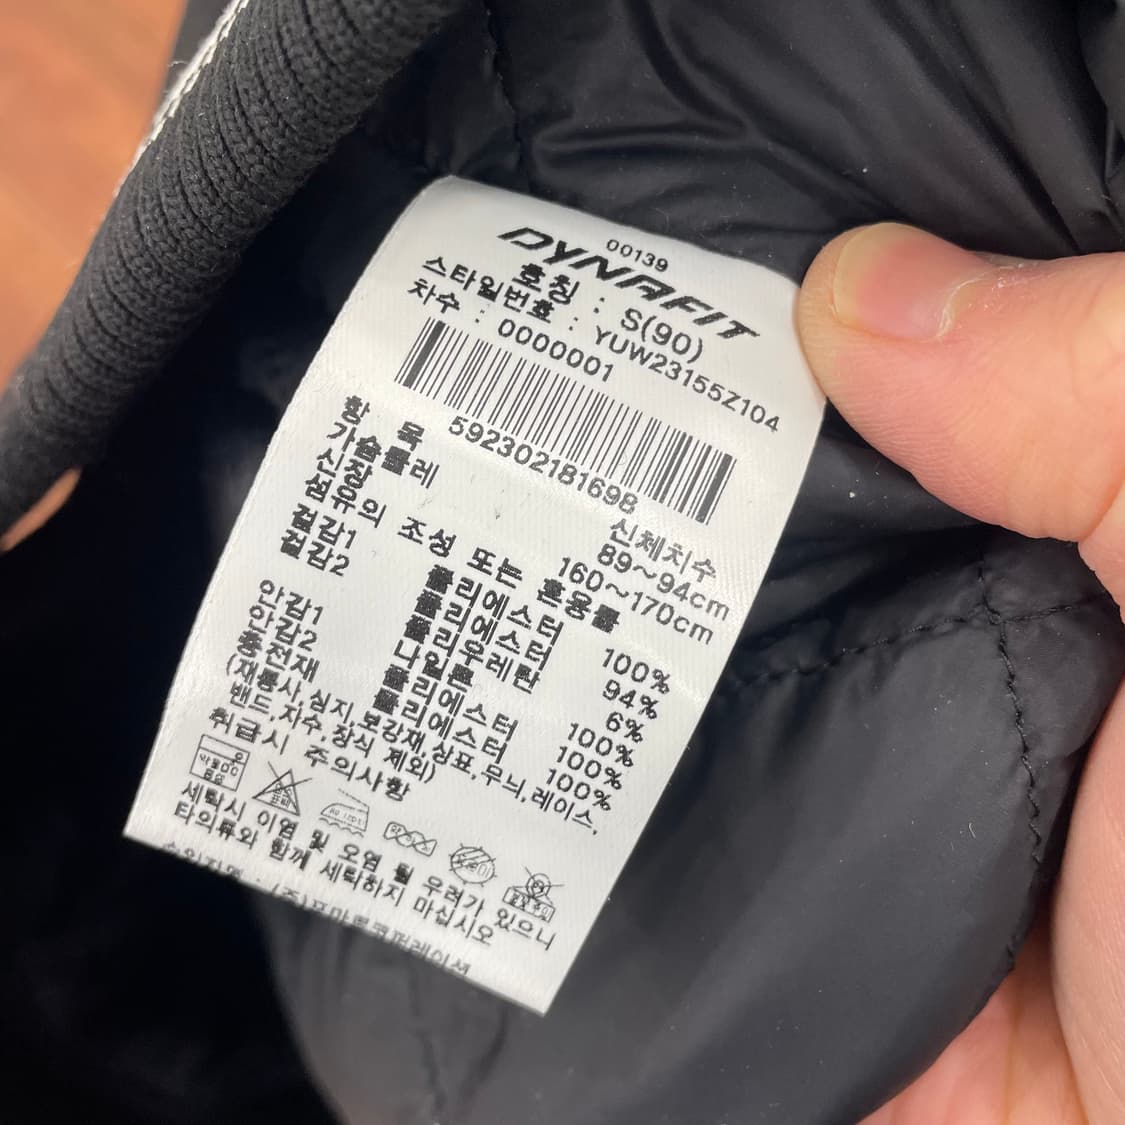 00139
DYNAFIT
호칭 : S(90)
스타일번호 : YUW23155Z104
차수 : 0000001
592302181698
항 목 신체치수
가슴둘레 89~94cm
신장 160~170cm
섬유의 조성 또는 혼용률
겉감1 폴리에스터 100%
겉감2 폴리에스터 94%
폴리우레탄 6%
안감1 나일론 100%
안감2 폴리에스터 100%
충전재 폴리에스터 100%
(재봉사,심지,보강재,상표,무늬,레이스,
밴드,자수,장식 제외)
취급시 주의사항
세탁시 이염 및 오염 될 우려가 있으니
타의류와 함께 세탁하지 마십시오